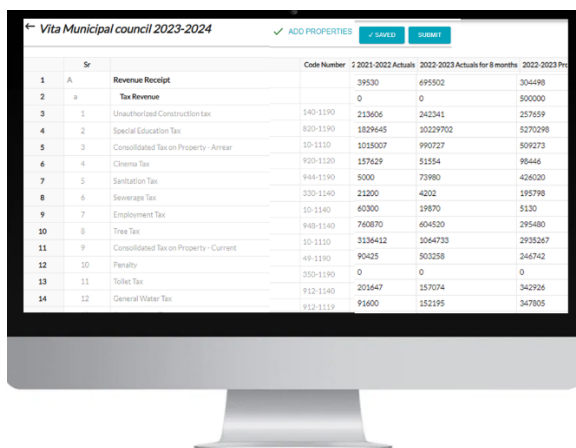 ← Vita Municipal council 2023-2024 ✓ ADD PROPERTIES ✓ SAVED SUBMIT
Sr Code Number 2 2021-2022 Actuals 2022-2023 Actuals for 8 months 2022-2023 Pro
1 A Revenue Receipt 39530 695502 304498
2 a Tax Revenue 0 0 500000
3 1 Unauthorized Construction tax 140-1190 213606 242341 257659
4 2 Special Education Tax 820-1190 1829645 10229702 5270298
5 3 Consolidated Tax on Property - Arrear 10-1110 1015007 990727 509273
6 4 Cinema Tax 920-1120 157629 51554 98446
7 5 Sanitation Tax 944-1190 5000 73980 426020
8 6 Sewerage Tax 330-1140 21200 4202 195798
9 7 Employment Tax 10-1140 60300 19870 5130
10 8 Tree Tax 948-1140 760870 604520 295480
11 9 Consolidated Tax on Property - Current 10-1110 3136412 1064733 2935267
12 10 Penalty 49-1190 90425 503258 246742
13 11 Toilet Tax 350-1190 0 0 0
14 12 General Water Tax 912-1140 201647 157074 342926
912-1119 91600 152195 347805